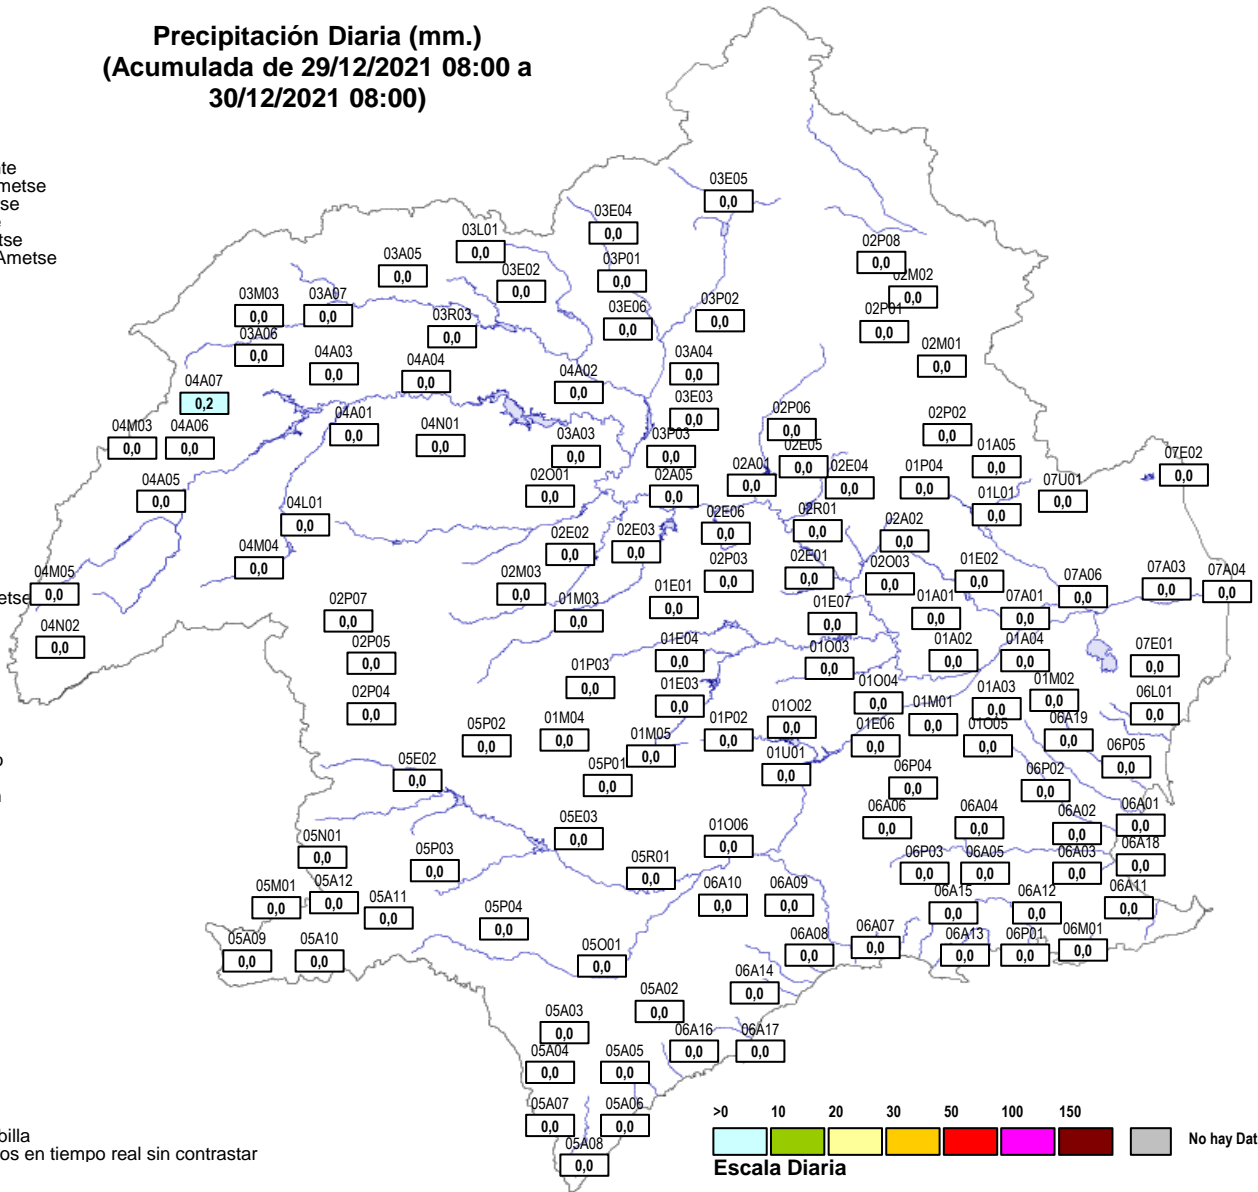 Precipitación Diaria (mm.)
(Acumulada de 29/12/2021 08:00 a
30/12/2021 08:00)
nte
metse
tse
e
tse
Ametse
03E05
0,0
03E04
0,0
03L01
0,0
02P08
0,0
03A05
0,0
03P01
0,0
03E02
0,0
02M02
0,0
03M03
0,0
03A07
0,0
03P02
0,0
03E06
0,0
02P01
0,0
03R03
0,0
03A06
0,0
02M01
0,0
04A03
0,0
04A04
0,0
03A04
0,0
04A07
0,2
04A02
0,0
03E03
0,0
04A01
0,0
02P06
0,0
02P02
0,0
04M03
0,0
04A06
0,0
04N01
0,0
03A03
0,0
03P03
0,0
02E05
0,0
01A05
0,0
07E02
0,0
02O01
0,0
02A05
0,0
02A01
0,0
02E04
0,0
01P04
0,0
07U01
0,0
04A05
0,0
01L01
0,0
04L01
0,0
02E06
0,0
02R01
0,0
02A02
0,0
02E02
0,0
02E03
0,0
04M04
0,0
02P03
0,0
02E01
0,0
02O03
0,0
01E02
0,0
07A03
0,0
07A04
0,0
04M05
0,0
etse
02M03
0,0
07A06
0,0
01M03
0,0
01E01
0,0
01E07
0,0
01A01
0,0
07A01
0,0
02P07
0,0
04N02
0,0
02P05
0,0
01E04
0,0
01O03
0,0
01A02
0,0
01A04
0,0
07E01
0,0
01P03
0,0
01E03
0,0
01O04
0,0
01A03
0,0
01M02
0,0
06L01
0,0
02P04
0,0
05P02
0,0
01M04
0,0
01P02
0,0
01O02
0,0
01M01
0,0
01E06
0,0
01O05
0,0
06A19
0,0
01M05
0,0
06P05
0,0
o
05E02
0,0
05P01
0,0
01U01
0,0
06P04
0,0
06P02
0,0
05E03
0,0
01O06
0,0
06A06
0,0
06A04
0,0
06A02
0,0
06A01
0,0
05N01
0,0
05P03
0,0
05R01
0,0
06P03
0,0
06A05
0,0
06A03
0,0
06A18
0,0
05M01
0,0
05A12
0,0
05A11
0,0
06A10
0,0
06A09
0,0
06A15
0,0
06A12
0,0
06A11
0,0
05P04
0,0
05A09
0,0
05A10
0,0
05O01
0,0
06A08
0,0
06A07
0,0
06A13
0,0
06P01
0,0
06M01
0,0
06A14
0,0
05A02
0,0
05A03
0,0
06A16
0,0
06A17
0,0
05A04
0,0
05A05
0,0
05A07
0,0
05A06
0,0
05A08
0,0
billa
os en tiempo real sin contrastar
>0 10 20 30 50 100 150
No hay Dat
Escala Diaria